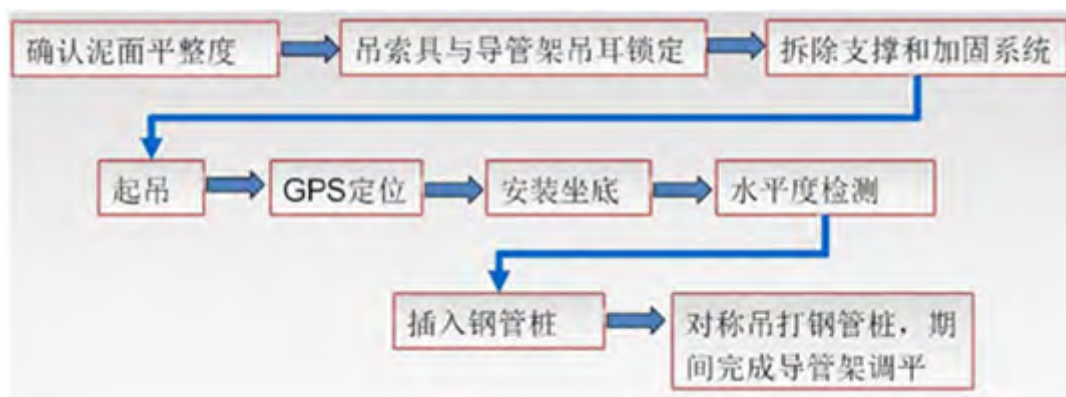 确认泥面平整度
吊索具与导管架吊耳锁定
拆除支撑和加固系统
起吊
GPS定位
安装坐底
水平度检测
插入钢管桩
对称吊打钢管桩，期
间完成导管架调平